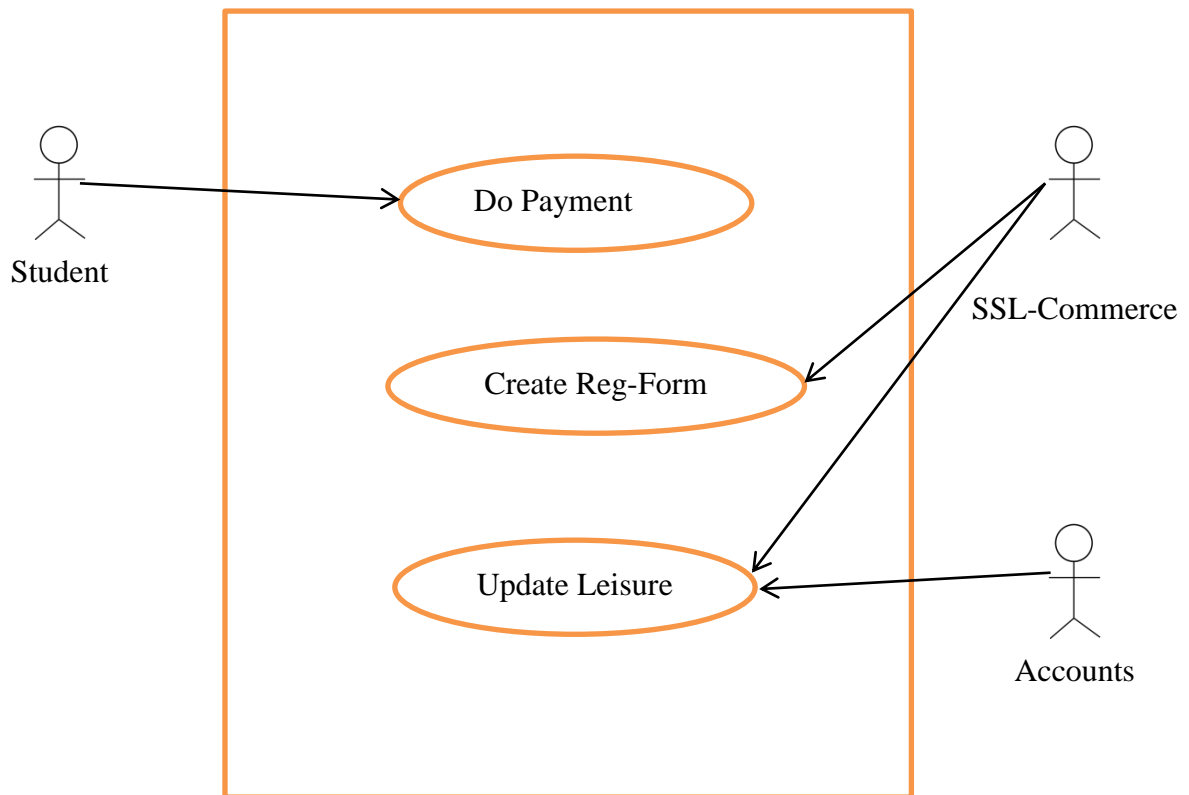 Do Payment
Student
SSL-Commerce
Create Reg-Form
Update Leisure
Accounts